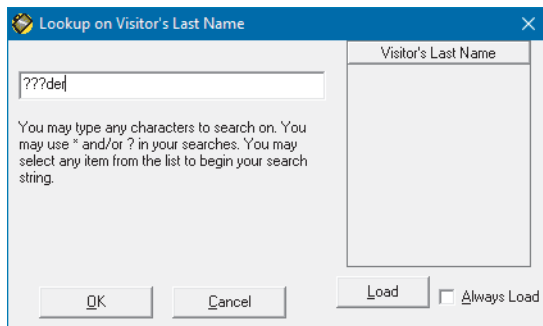 Lookup on Visitor's Last Name
Visitor's Last Name
???der
You may type any characters to search on. You
may use * and/or ? in your searches. You may
select any item from the list to begin your search
string.
OK
Cancel
Load
Always Load